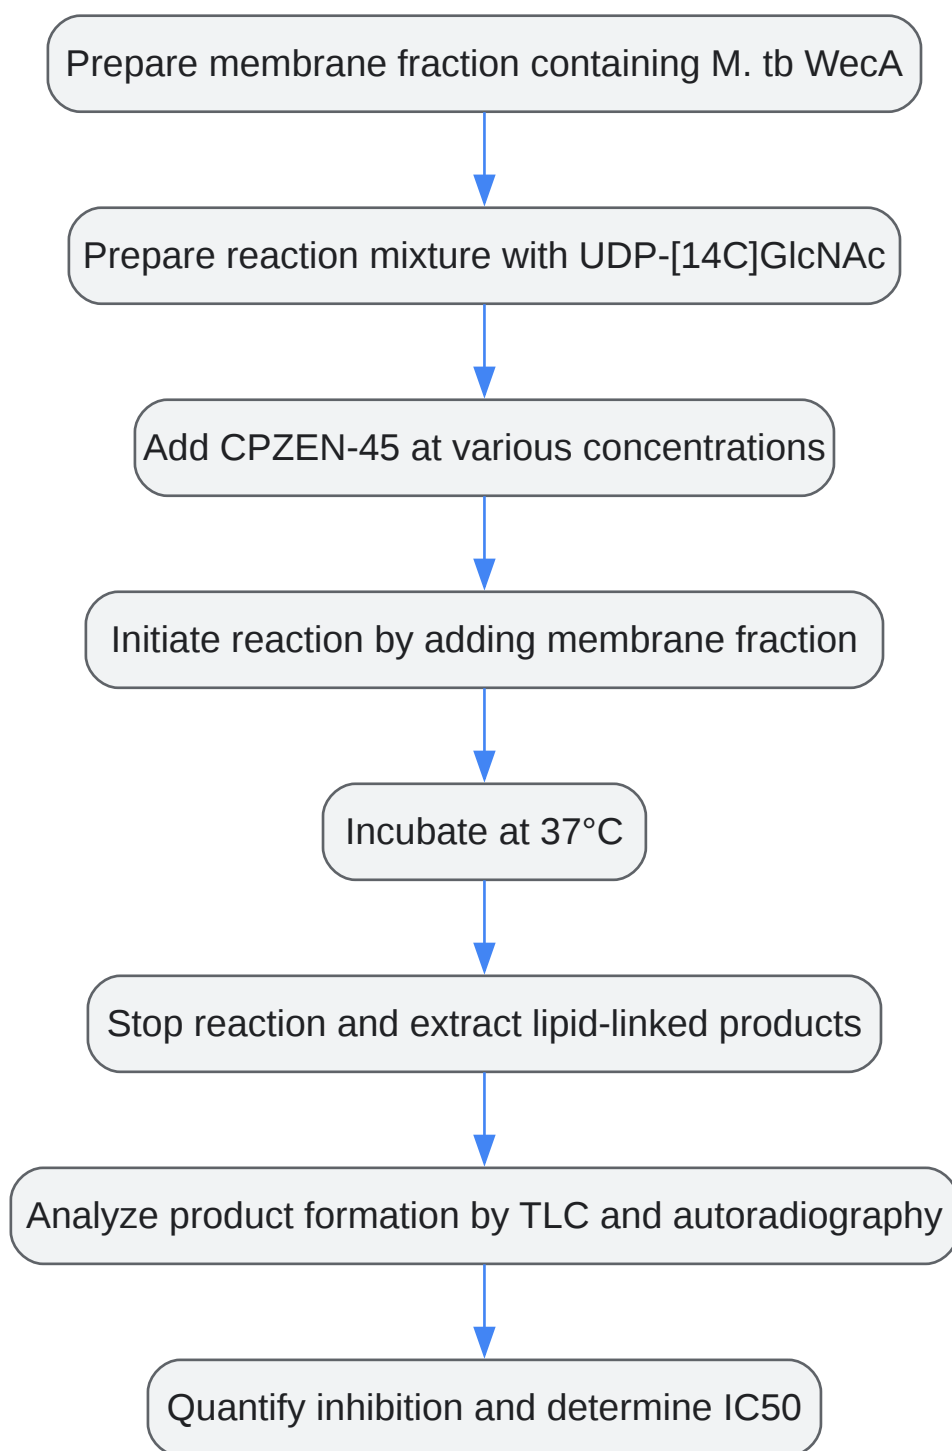 Prepare membrane fraction containing M. tb WecA
Prepare reaction mixture with UDP-[14C]GlcNAc
Add CPZEN-45 at various concentrations
Initiate reaction by adding membrane fraction
Incubate at 37°C
Stop reaction and extract lipid-linked products
Analyze product formation by TLC and autoradiography
Quantify inhibition and determine IC50